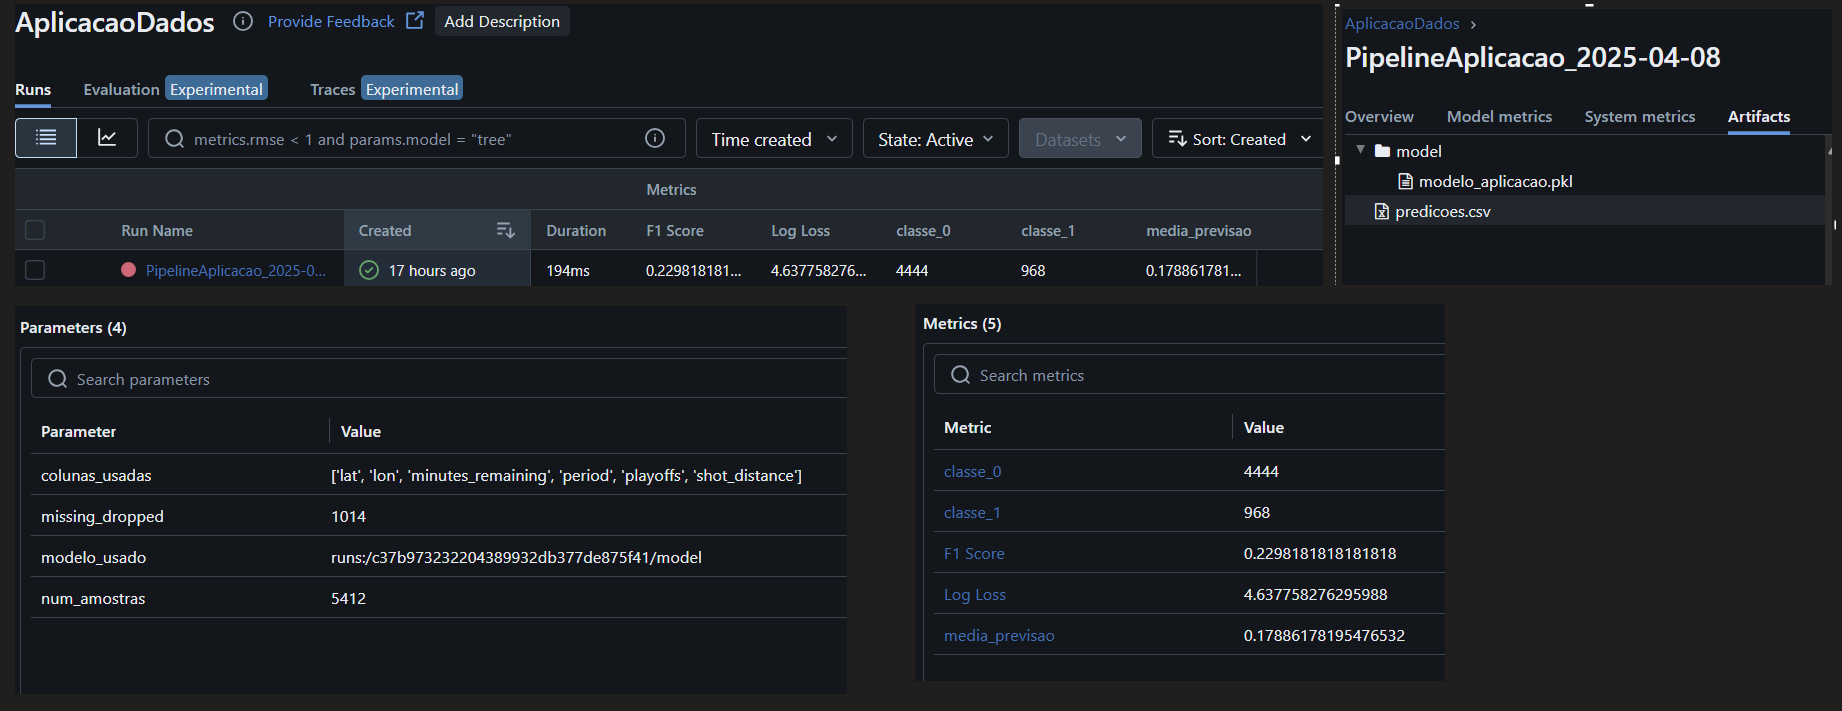 AplicacaoDados Provide Feedback Add Description
Runs Evaluation Experimental Traces Experimental
metrics.rmse < 1 and params.model = "tree" Time created State: Active Datasets Sort: Created
Metrics
Run Name Created Duration F1 Score Log Loss classe_0 classe_1 media_previsao
PipelineAplicacao_2025-0... 17 hours ago 194ms 0.229818181... 4.637758276... 4444 968 0.178861781...
AplicacaoDados
PipelineAplicacao_2025-04-08
Overview Model metrics System metrics Artifacts
model
modelo_aplicacao.pkl
predicoes.csv
Parameters (4)
Search parameters
Parameter Value
colunas_usadas ['lat', 'lon', 'minutes_remaining', 'period', 'playoffs', 'shot_distance']
missing_dropped 1014
modelo_usado runs:/c37b973232204389932db377de875f41/model
num_amostras 5412
Metrics (5)
Search metrics
Metric Value
classe_0 4444
classe_1 968
F1 Score 0.2298181818181818
Log Loss 4.637758276295988
media_previsao 0.17886178195476532